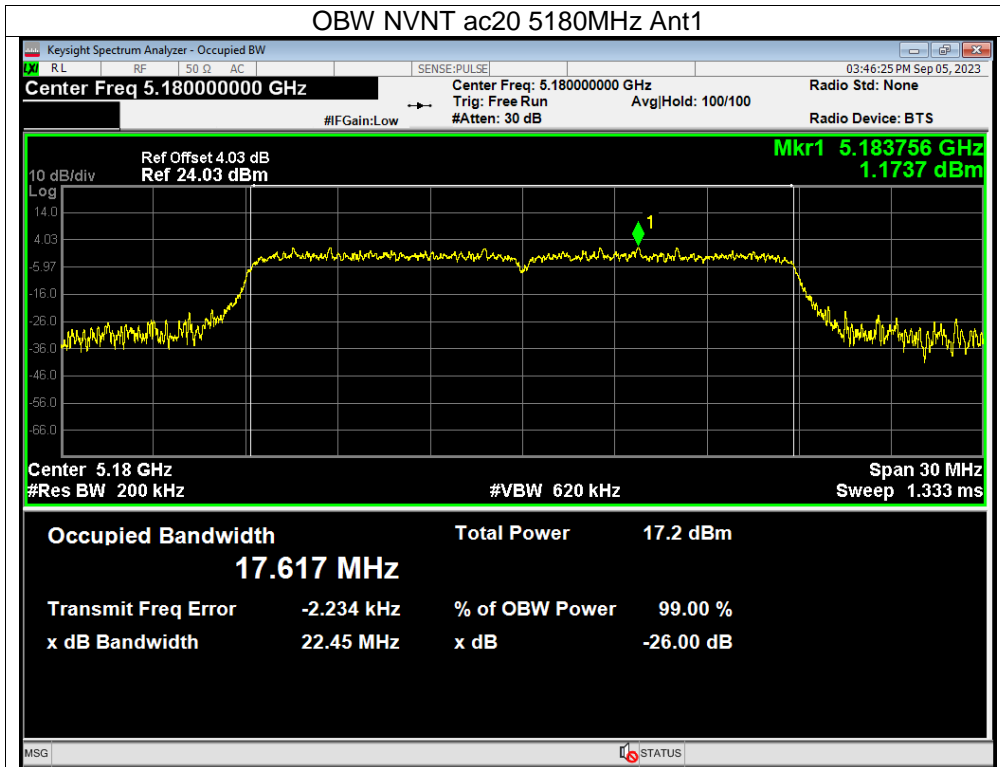 OBW NVNT ac20 5180MHz Ant1
Keysight Spectrum Analyzer - Occupied BW
LXI RL RF 50 Ω AC SENSE:PULSE 03:46:25 PM Sep 05, 2023
Center Freq 5.180000000 GHz Center Freq: 5.180000000 GHz Radio Std: None
Trig: Free Run Avg|Hold: 100/100
#IFGain:Low #Atten: 30 dB Radio Device: BTS
Mkr1 5.183756 GHz
1.1737 dBm
Ref Offset 4.03 dB
10 dB/div Ref 24.03 dBm
Log
14.0
1
4.03
-5.97
-16.0
-26.0
-36.0
-46.0
-56.0
-66.0
Center 5.18 GHz Span 30 MHz
#Res BW 200 kHz #VBW 620 kHz Sweep 1.333 ms
Occupied Bandwidth Total Power 17.2 dBm
17.617 MHz
Transmit Freq Error -2.234 kHz % of OBW Power 99.00 %
x dB Bandwidth 22.45 MHz x dB -26.00 dB
MSG STATUS